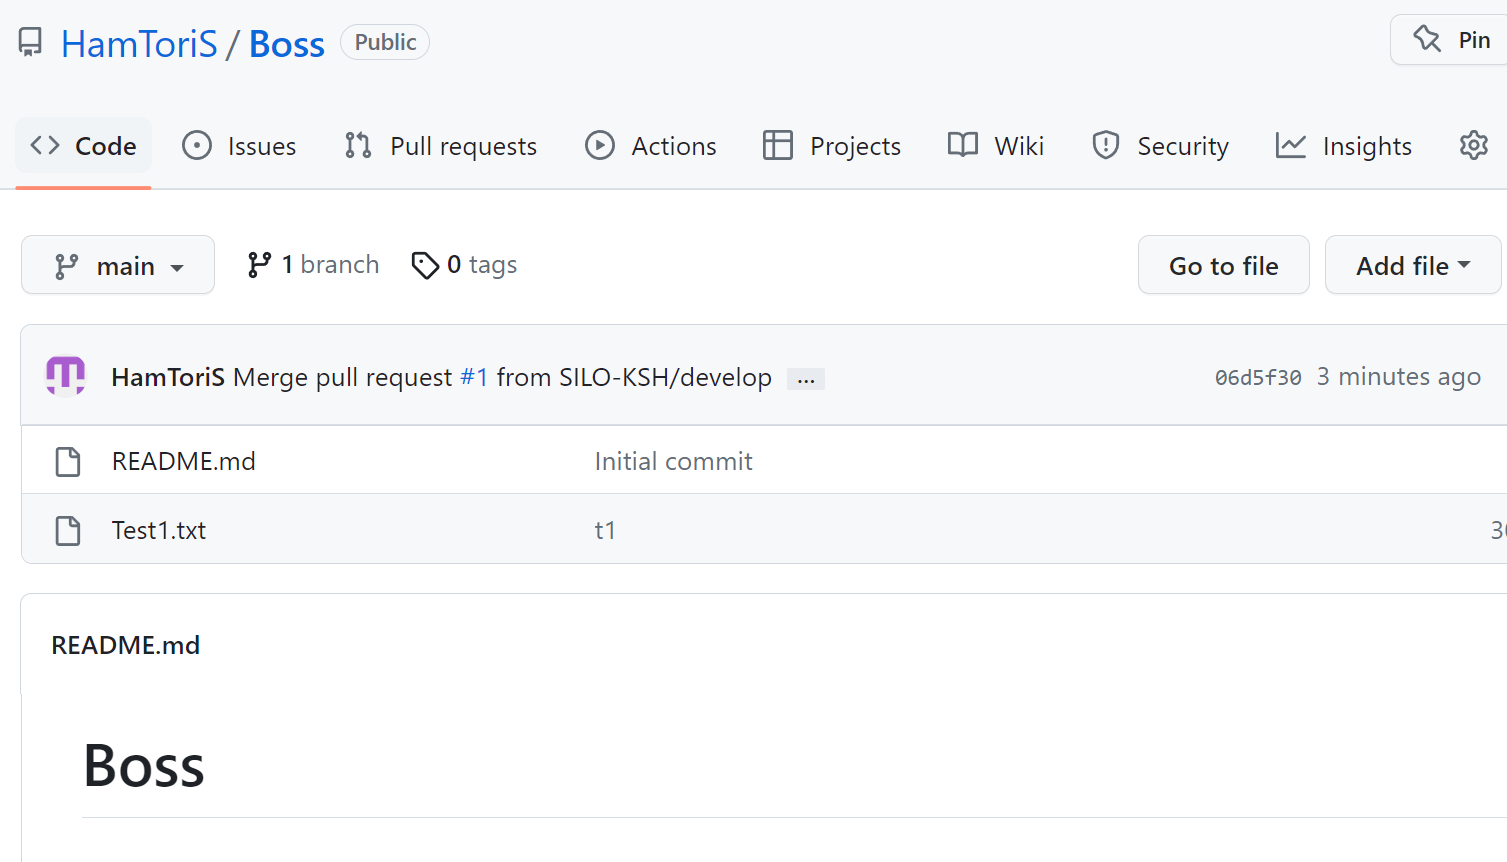 HamToriS / Boss Public
Pin
Code Issues Pull requests Actions Projects Wiki Security Insights
main 1 branch 0 tags Go to file Add file
HamToriS Merge pull request #1 from SILO-KSH/develop ... 06d5f30 3 minutes ago
README.md Initial commit
Test1.txt t1
README.md
Boss